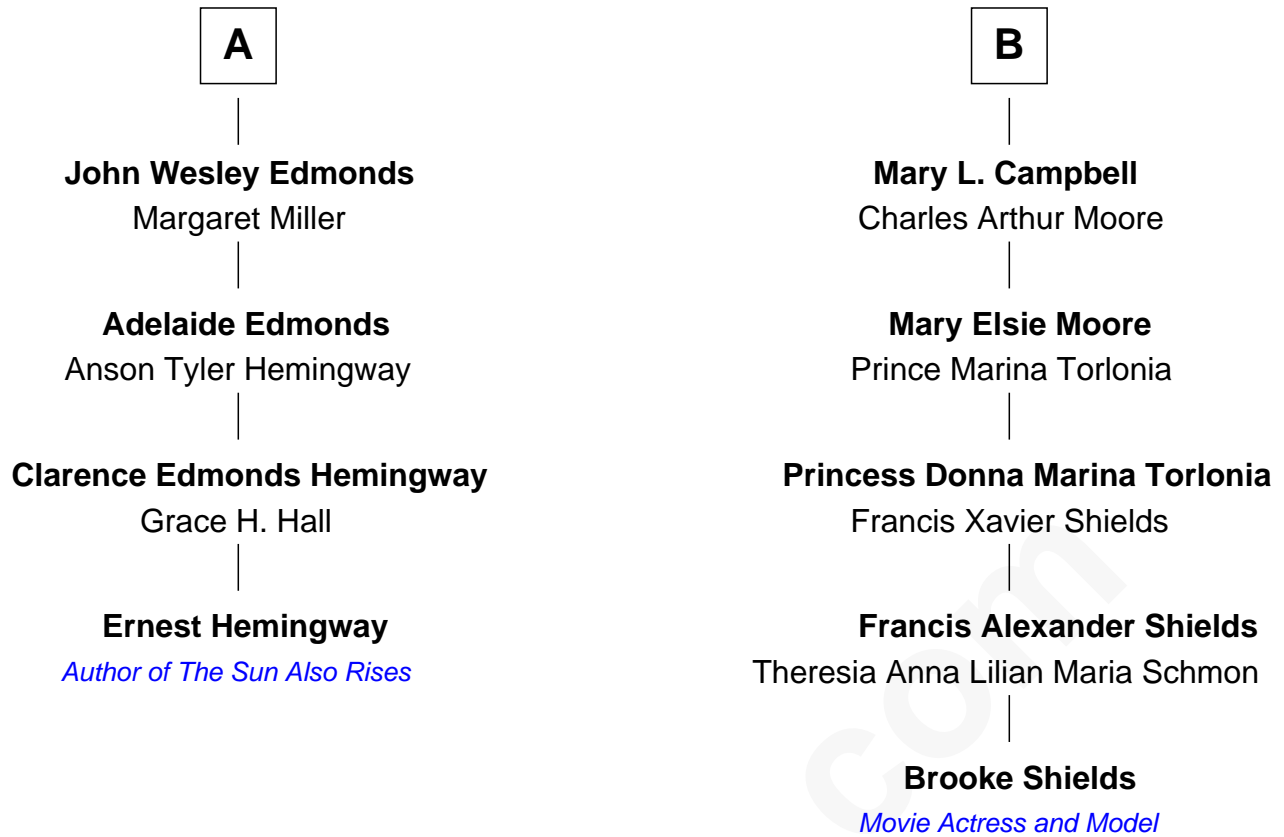 A
John Wesley Edmonds
Margaret Miller
Adelaide Edmonds
Anson Tyler Hemingway
Clarence Edmonds Hemingway
Grace H. Hall
Ernest Hemingway
Author of The Sun Also Rises
B
Mary L. Campbell
Charles Arthur Moore
Mary Elsie Moore
Prince Marina Torlonia
Princess Donna Marina Torlonia
Francis Xavier Shields
Francis Alexander Shields
Theresia Anna Lilian Maria Schmon
Brooke Shields
Movie Actress and Model
com